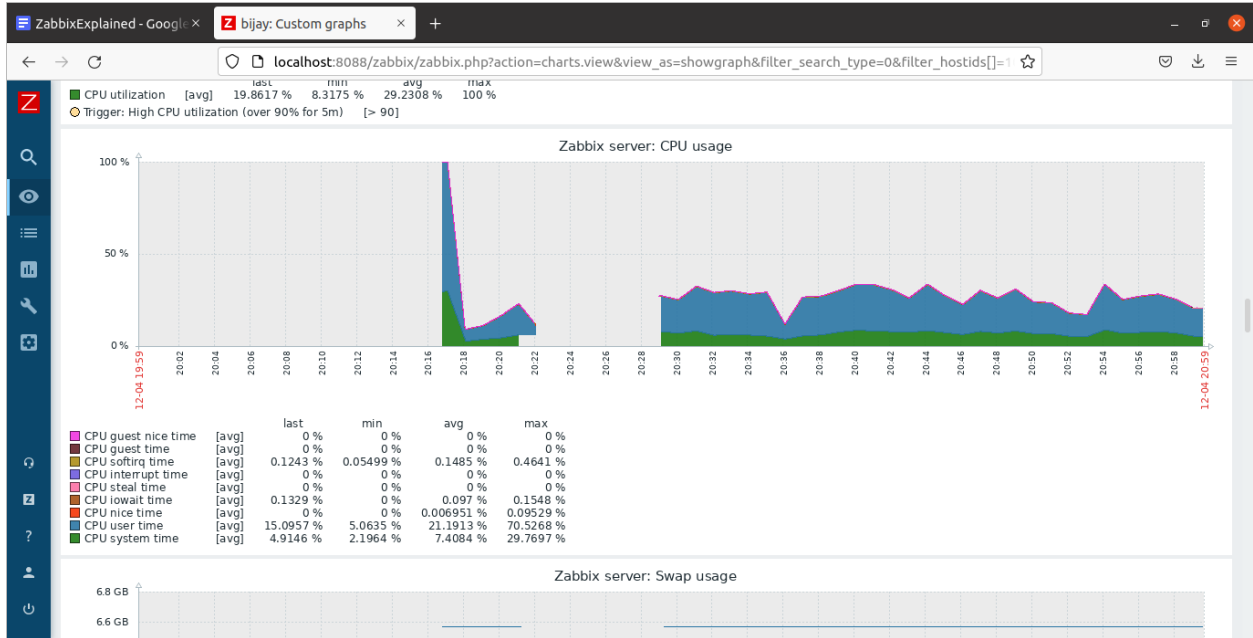 ZabbixExplained - Google × Z bijay: Custom graphs × +
localhost:8088/zabbix/zabbix.php?action=charts.view&view_as=showgraph&filter_search_type=0&filter_hostids[]=1
Z
last min avg max
CPU utilization [avg] 19.8617 % 8.3175 % 29.2308 % 100 %
Trigger: High CPU utilization (over 90% for 5m) [> 90]
Zabbix server: CPU usage
100 %
50 %
0 %
12-04 19:59 20:02 20:04 20:06 20:08 20:10 20:12 20:14 20:16 20:18 20:20 20:22 20:24 20:26 20:28 20:30 20:32 20:34 20:36 20:38 20:40 20:42 20:44 20:46 20:48 20:50 20:52 20:54 20:56 20:58 12-04 20:59
last min avg max
CPU guest nice time [avg] 0 % 0 % 0 % 0 %
CPU guest time [avg] 0 % 0 % 0 % 0 %
CPU softirq time [avg] 0.1243 % 0.05499 % 0.1485 % 0.4641 %
CPU interrupt time [avg] 0 % 0 % 0 % 0 %
CPU steal time [avg] 0 % 0 % 0 % 0 %
CPU iowait time [avg] 0.1329 % 0 % 0.097 % 0.1548 %
CPU nice time [avg] 0 % 0 % 0.006951 % 0.09529 %
CPU user time [avg] 15.0957 % 5.0635 % 21.1913 % 70.5268 %
CPU system time [avg] 4.9146 % 2.1964 % 7.4084 % 29.7697 %
Z
?
Zabbix server: Swap usage
6.8 GB
6.6 GB